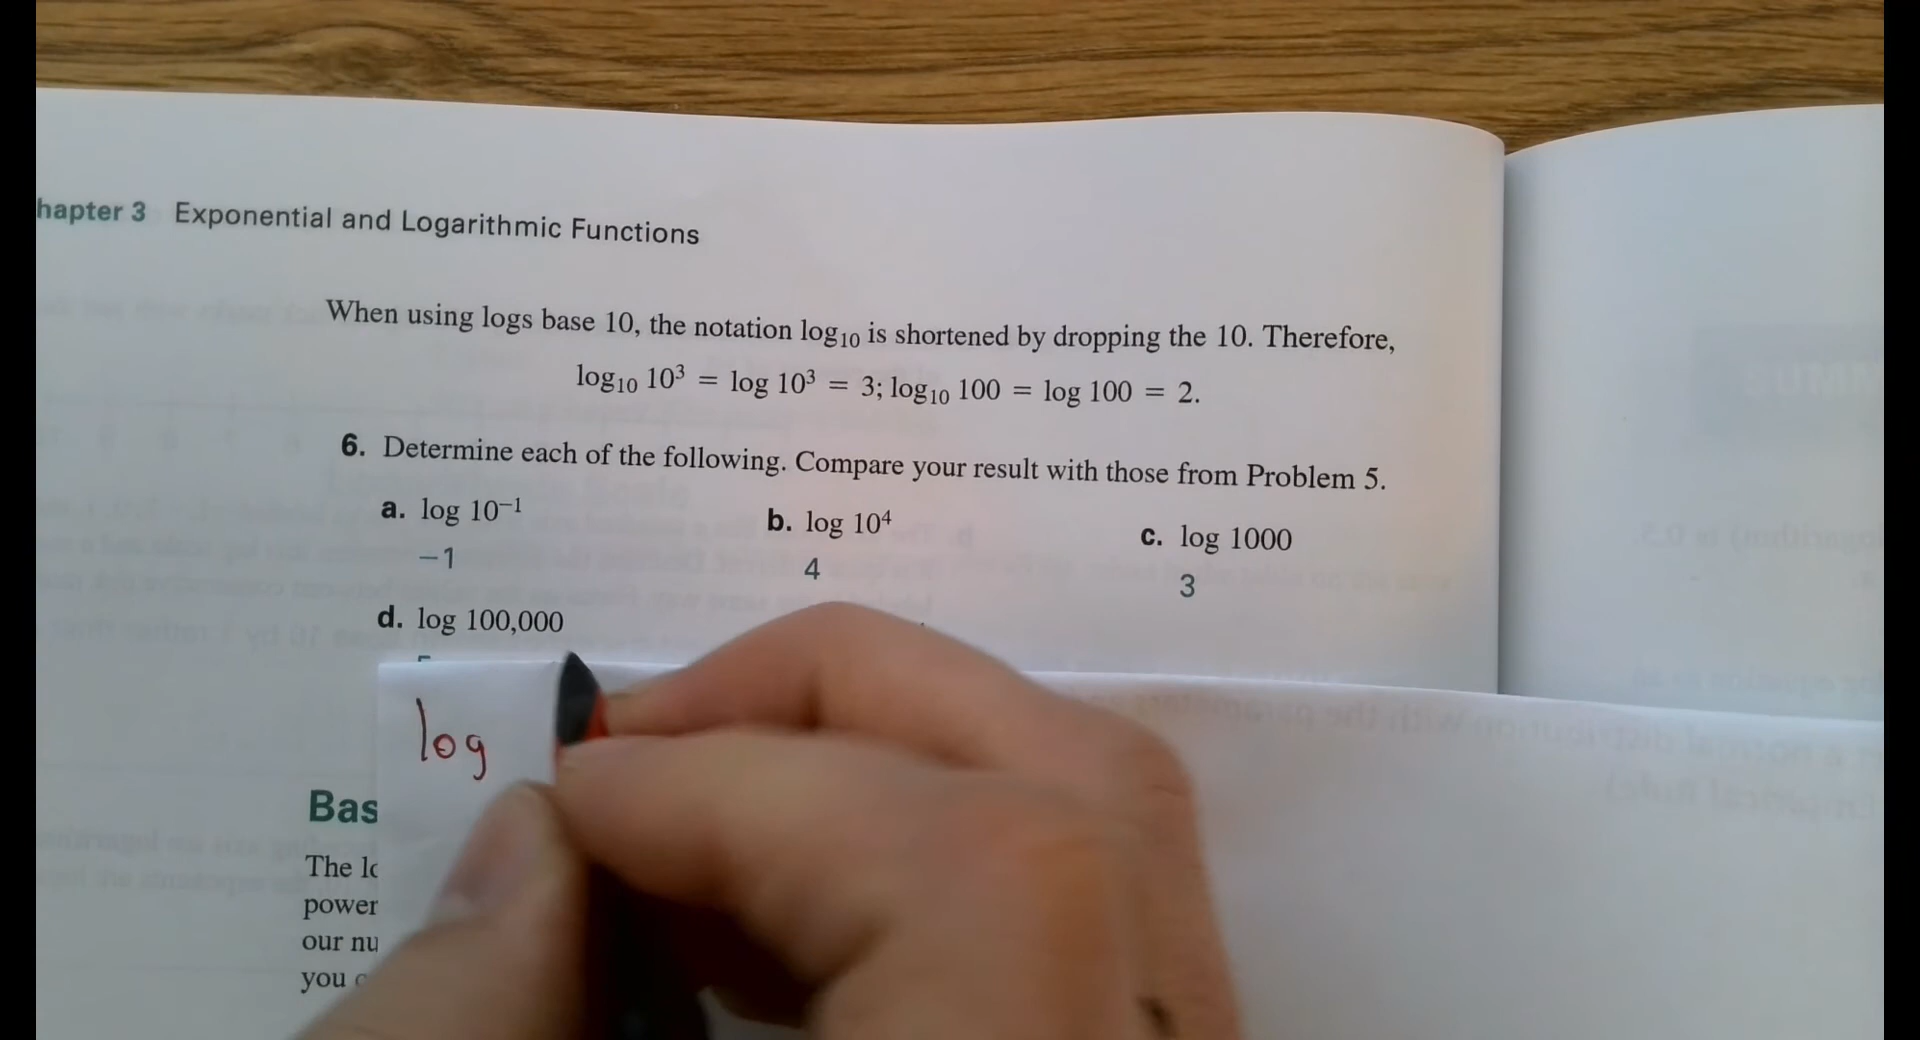 hapter 3 Exponential and Logarithmic Functions
When using logs base 10, the notation log₁₀ is shortened by dropping the 10. Therefore,
log₁₀ 10³ = log 10³ = 3; log₁₀ 100 = log 100 = 2.
6. Determine each of the following. Compare your result with those from Problem 5.
a. log 10⁻¹ b. log 10⁴ c. log 1000
−1 4 3
d. log 100,000
log
Bas
The
power
our nu
you